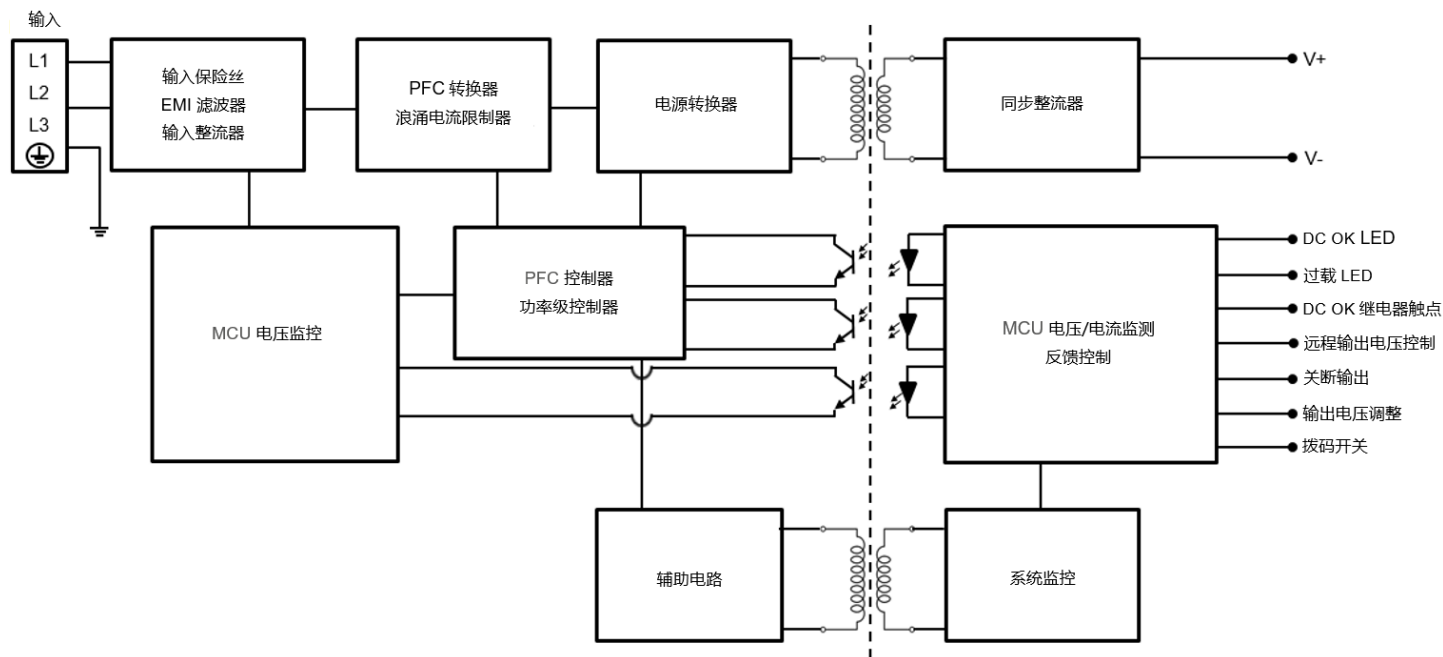 输入
L1
L2
L3
输入保险丝
EMI 滤波器
输入整流器
PFC 转换器
浪涌电流限制器
电源转换器
同步整流器
V+
V-
MCU 电压监控
PFC 控制器
功率级控制器
MCU 电压/电流监测
反馈控制
DC OK LED
过载 LED
DC OK 继电器触点
远程输出电压控制
关断输出
输出电压调整
拨码开关
辅助电路
系统监控